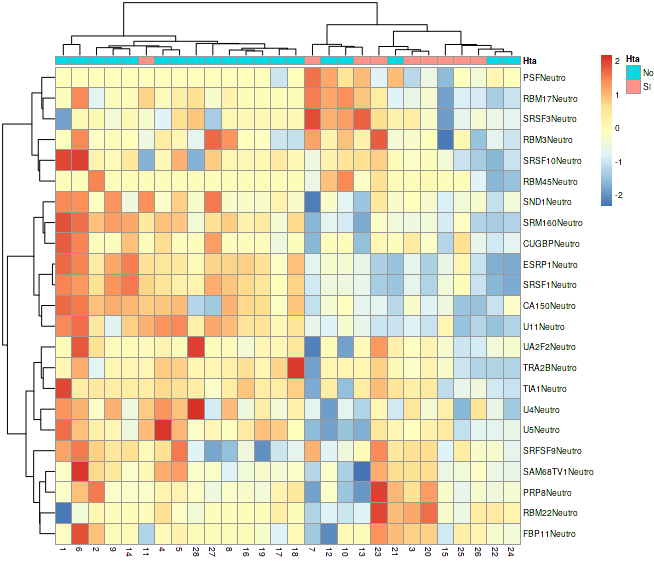 Hta
PSFNeutro
RBM17Neutro
SRSF3Neutro
RBM3Neutro
SRSF10Neutro
RBM45Neutro
SND1Neutro
SRM160Neutro
CUGBPNeutro
ESRP1Neutro
SRSF1Neutro
CA150Neutro
U11Neutro
UA2F2Neutro
TRA2BNeutro
TIA1Neutro
U4Neutro
U5Neutro
SRFSF9Neutro
SAM68TV1Neutro
PRP8Neutro
RBM22Neutro
FBP11Neutro
1 6 2 9 14 11 4 5 28 27 8 16 19 17 18 7 12 10 13 23 21 3 20 15 25 26 22 24
2
1
0
-1
-2
Hta
No
Si